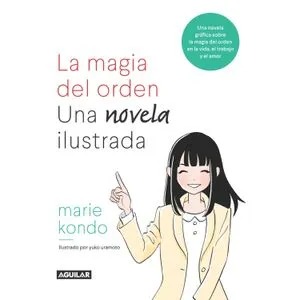 Una novela
gráfica sobre
la magia del orden
en la vida, el trabajo
y el amor
La magia
del orden
Una novela
ilustrada
marie
kondo
Ilustrado por yuko uramoto
AGUILAR